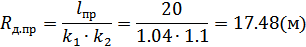 R_д.пр = l_пр / (k_1 · k_2) = 20 / (1.04 · 1.1) = 17.48(м)